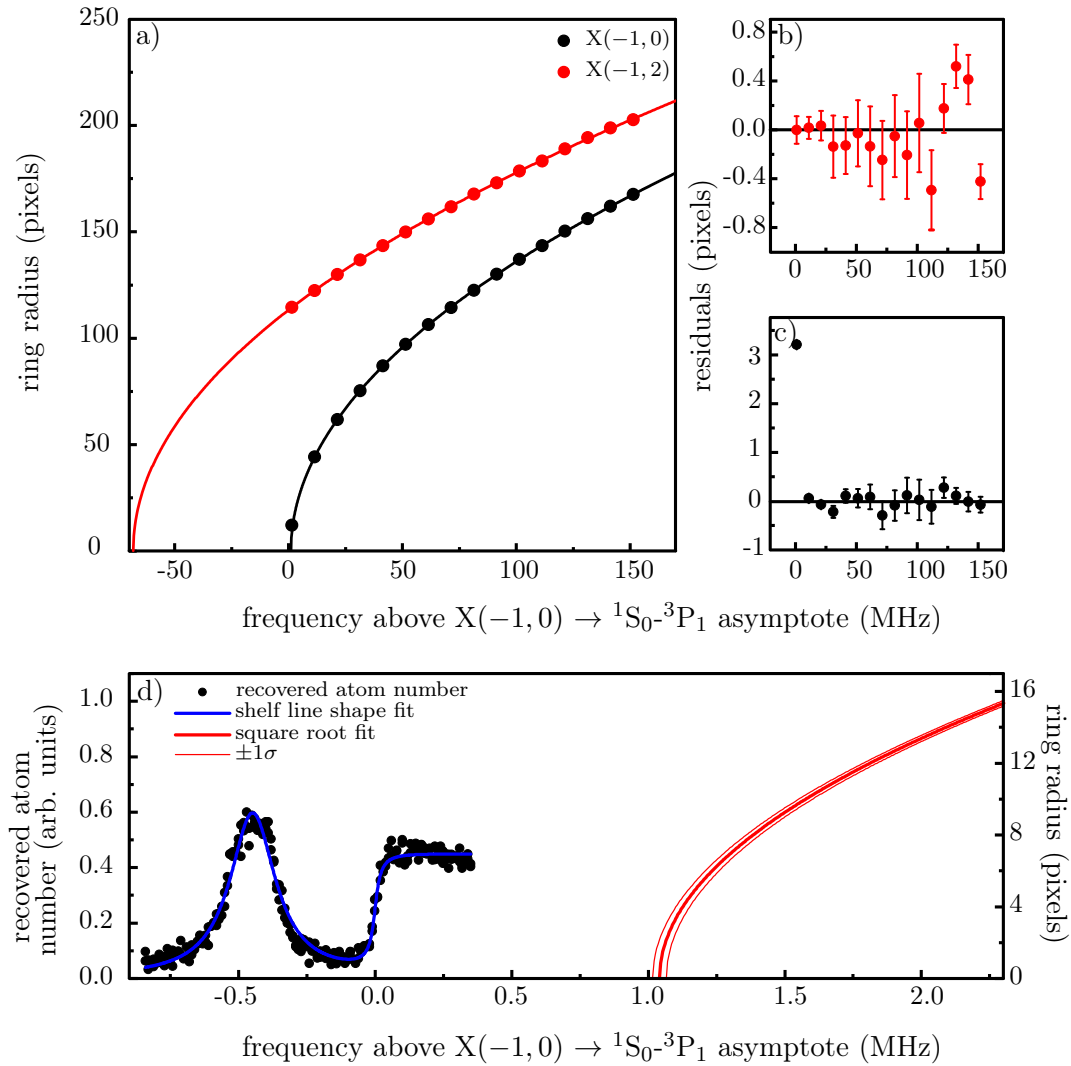 a)
X(−1, 0)
X(−1, 2)
ring radius (pixels)
250
200
150
100
50
0
-50 0 50 100 150
b)
0.8
0.4
0.0
-0.4
-0.8
0 50 100 150
residuals (pixels)
c)
3
2
1
0
-1
0 50 100 150
frequency above X(−1, 0) → ¹S₀-³P₁ asymptote (MHz)
d)
recovered atom number
shelf line shape fit
square root fit
±1σ
recovered atom
number (arb. units)
1.0
0.8
0.6
0.4
0.2
0.0
-0.5 0.0 0.5 1.0 1.5 2.0
16
12
8
4
0
ring radius (pixels)
frequency above X(−1, 0) → ¹S₀-³P₁ asymptote (MHz)